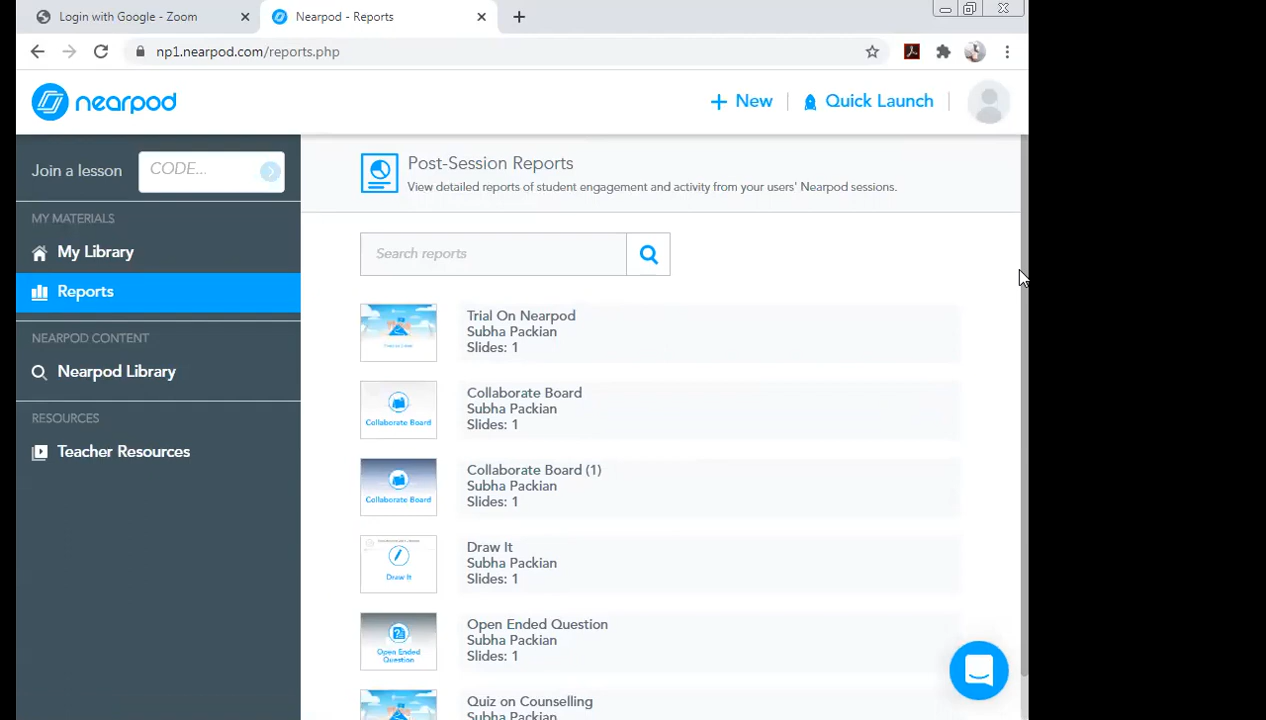 Login with Google - Zoom
Nearpod - Reports
np1.nearpod.com/reports.php
nearpod
New
Quick Launch
Join a lesson
CODE...
MY MATERIALS
My Library
Reports
NEARPOD CONTENT
Nearpod Library
RESOURCES
Teacher Resources
Post-Session Reports
View detailed reports of student engagement and activity from your users' Nearpod sessions.
Search reports
Trial On Nearpod
Subha Packian
Slides: 1
Collaborate Board
Collaborate Board
Subha Packian
Slides: 1
Collaborate Board
Collaborate Board (1)
Subha Packian
Slides: 1
Draw It
Draw It
Subha Packian
Slides: 1
Open Ended
Question
Open Ended Question
Subha Packian
Slides: 1
Quiz on Counselling
Subha Packian